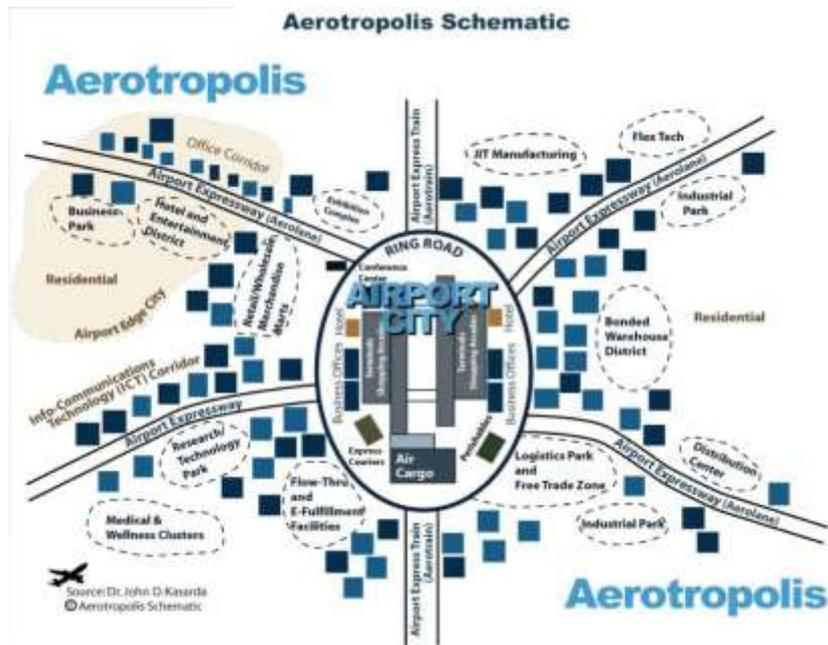 Aerotropolis Schematic
Aerotropolis
Office Corridor
Airport Expressway (Aerolane)
Business
Park
Hotel and
Entertainment
District
Exhibition
Complex
Residential
Airport Edge City
Retail/Wholesale
Merchandise
Marts
Airport Express Train
(Aerotrain)
JIT Manufacturing
Flex Tech
Airport Expressway (Aerolane)
Industrial
Park
RING ROAD
Conference
Center
AIRPORT
CITY
Hotel
Hotel
Terminals
Shopping
Terminals
Shopping
Business Offices
Business Offices
Express
Couriers
Perishables
Air
Cargo
Bonded
Warehouse
District
Residential
Info-Communications
Technology (ICT) Corridor
Airport Expressway
Research/
Technology
Park
Medical &
Wellness Clusters
Flow-Thru
and
E-Fulfillment
Facilities
Logistics Park
and
Free Trade Zone
Airport Expressway (Aerolane)
Distribution
Center
Industrial Park
Airport Express Train
(Aerotrain)
Source: Dr. John D. Kasarda
© Aerotropolis Schematic
Aerotropolis